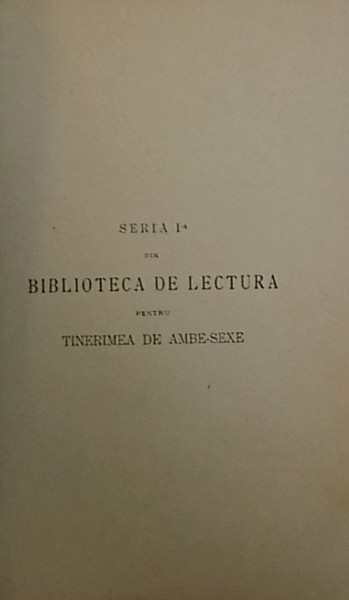 SERIA Iª
DIN
BIBLIOTECA DE LECTURA
PENTRU
TINERIMEA DE AMBE-SEXE